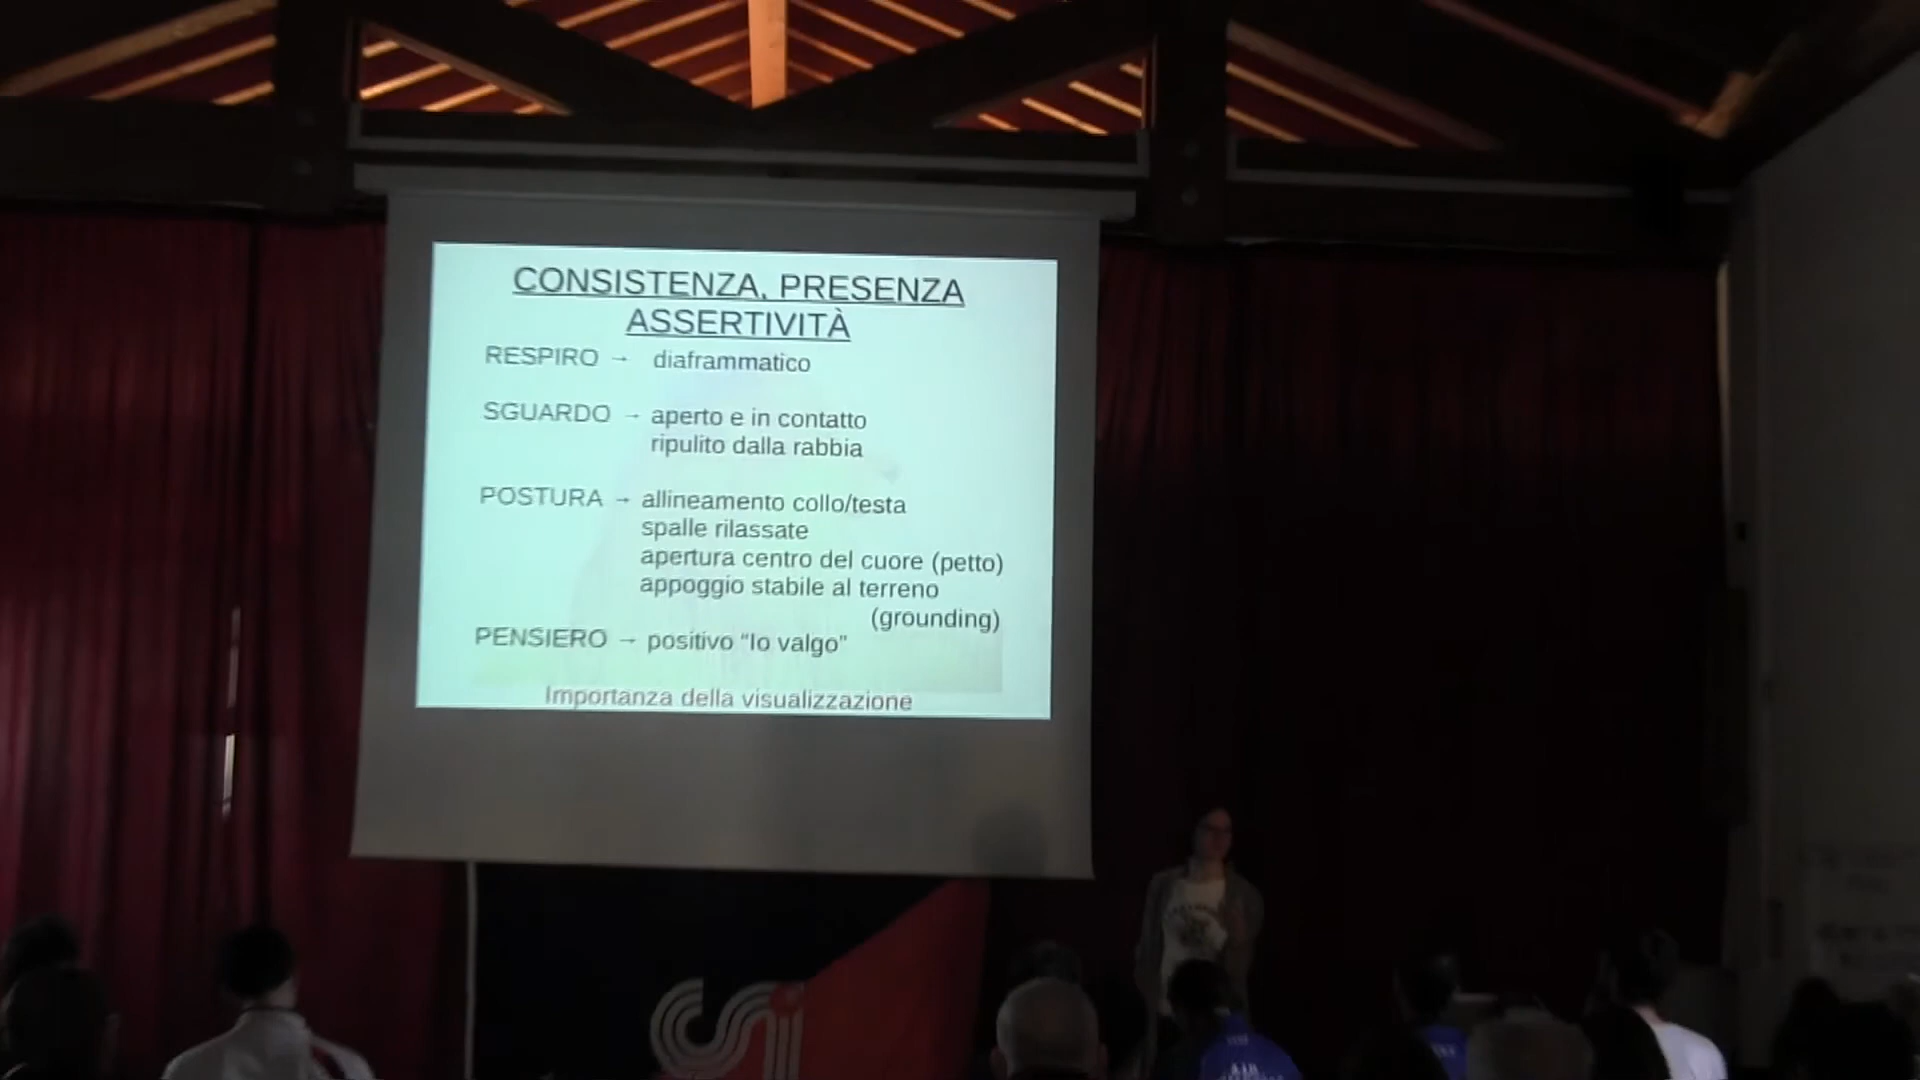 CONSISTENZA, PRESENZA
ASSERTIVITÀ
RESPIRO → diaframmatico
SGUARDO → aperto e in contatto
ripulito dalla rabbia
POSTURA → allineamento collo/testa
spalle rilassate
apertura centro del cuore (petto)
appoggio stabile al terreno
(grounding)
PENSIERO → positivo "Io valgo"
Importanza della visualizzazione
csi